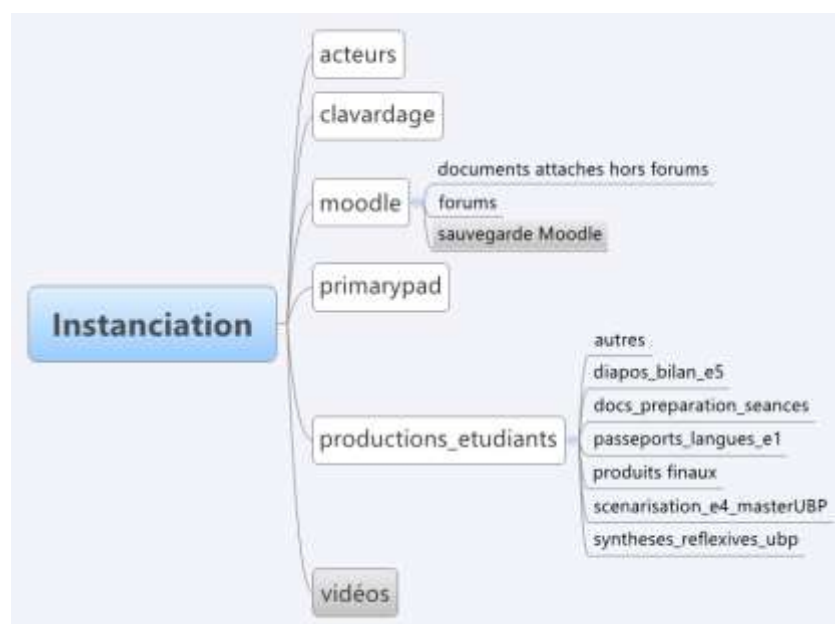 Instanciation
acteurs
clavardage
moodle
documents attaches hors forums
forums
sauvegarde Moodle
primarypad
productions_etudiants
autres
diapos_bilan_e5
docs_preparation_seances
passeports_langues_e1
produits finaux
scenarisation_e4_masterUBP
syntheses_reflexives_ubp
vidéos